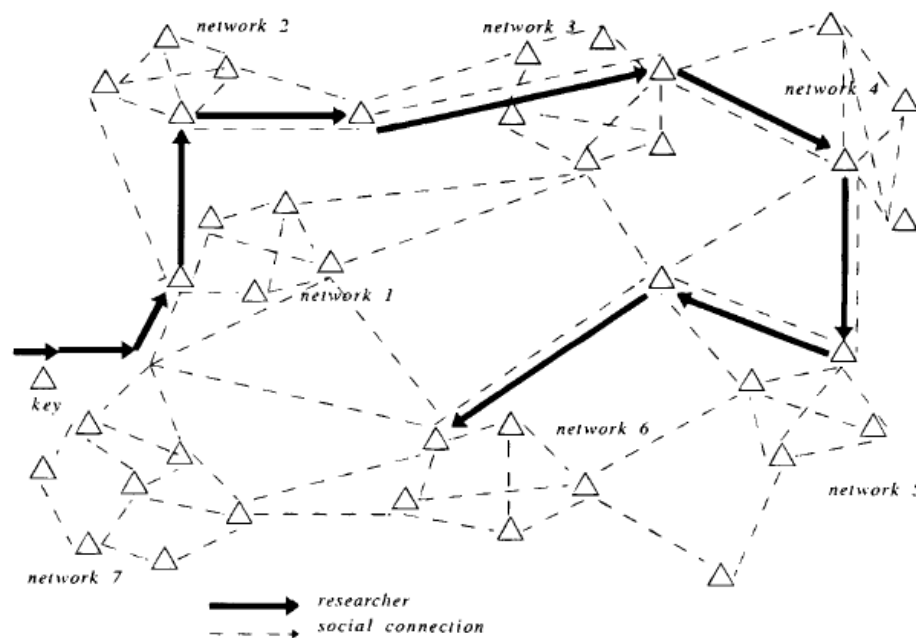 network 2
network 3
network 4
network 1
key
network 6
network 5
network 7
researcher
social connection